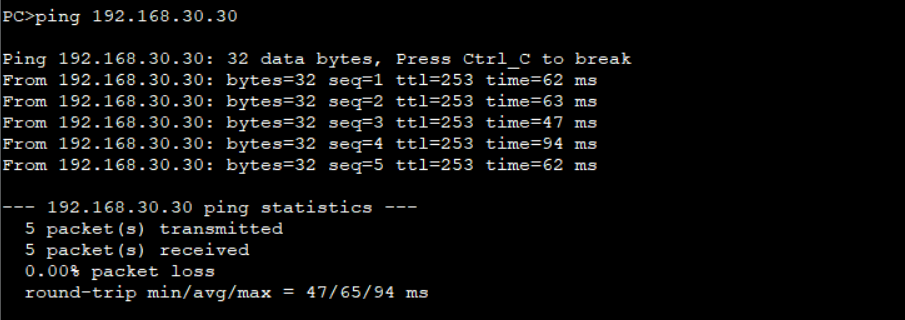 PC>ping 192.168.30.30
Ping 192.168.30.30: 32 data bytes, Press Ctrl_C to break
From 192.168.30.30: bytes=32 seq=1 ttl=253 time=62 ms
From 192.168.30.30: bytes=32 seq=2 ttl=253 time=63 ms
From 192.168.30.30: bytes=32 seq=3 ttl=253 time=47 ms
From 192.168.30.30: bytes=32 seq=4 ttl=253 time=94 ms
From 192.168.30.30: bytes=32 seq=5 ttl=253 time=62 ms
--- 192.168.30.30 ping statistics ---
5 packet(s) transmitted
5 packet(s) received
0.00% packet loss
round-trip min/avg/max = 47/65/94 ms